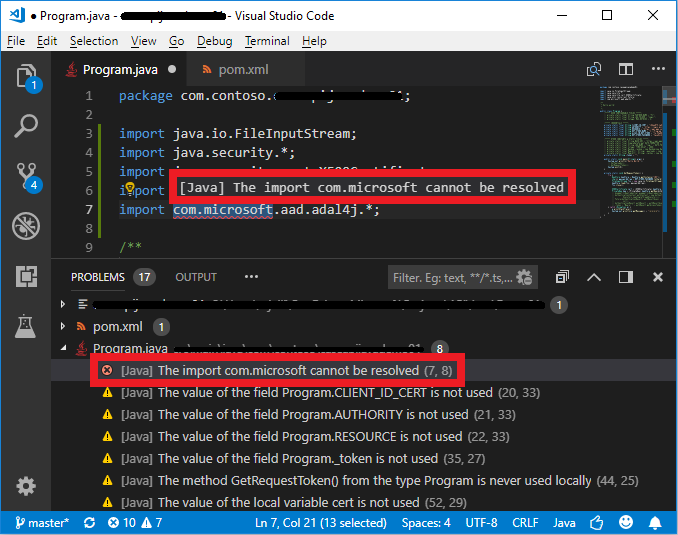 ● Program.java - - Visual Studio Code
File Edit Selection View Go Debug Terminal Help
Program.java ● pom.xml •••
1 package com.contoso. ;
2
3 import java.io.FileInputStream;
4 import java.security.*;
5
6 import [Java] The import com.microsoft cannot be resolved
7 import com.microsoft.aad.adal4j.*;
8
9 /**
1
4
PROBLEMS 17 OUTPUT ••• Filter. Eg: text, **/*.ts,
1
pom.xml 1
Program.java 8
[Java] The import com.microsoft cannot be resolved (7, 8)
[Java] The value of the field Program.CLIENT_ID_CERT is not used (20, 33)
[Java] The value of the field Program.AUTHORITY is not used (21, 33)
[Java] The value of the field Program.RESOURCE is not used (22, 33)
[Java] The value of the field Program._token is not used (35, 27)
[Java] The method GetRequestToken() from the type Program is never used locally (44, 25)
[Java] The value of the local variable cert is not used (52, 29)
master* 10 7 Ln 7, Col 21 (13 selected) Spaces: 4 UTF-8 CRLF Java